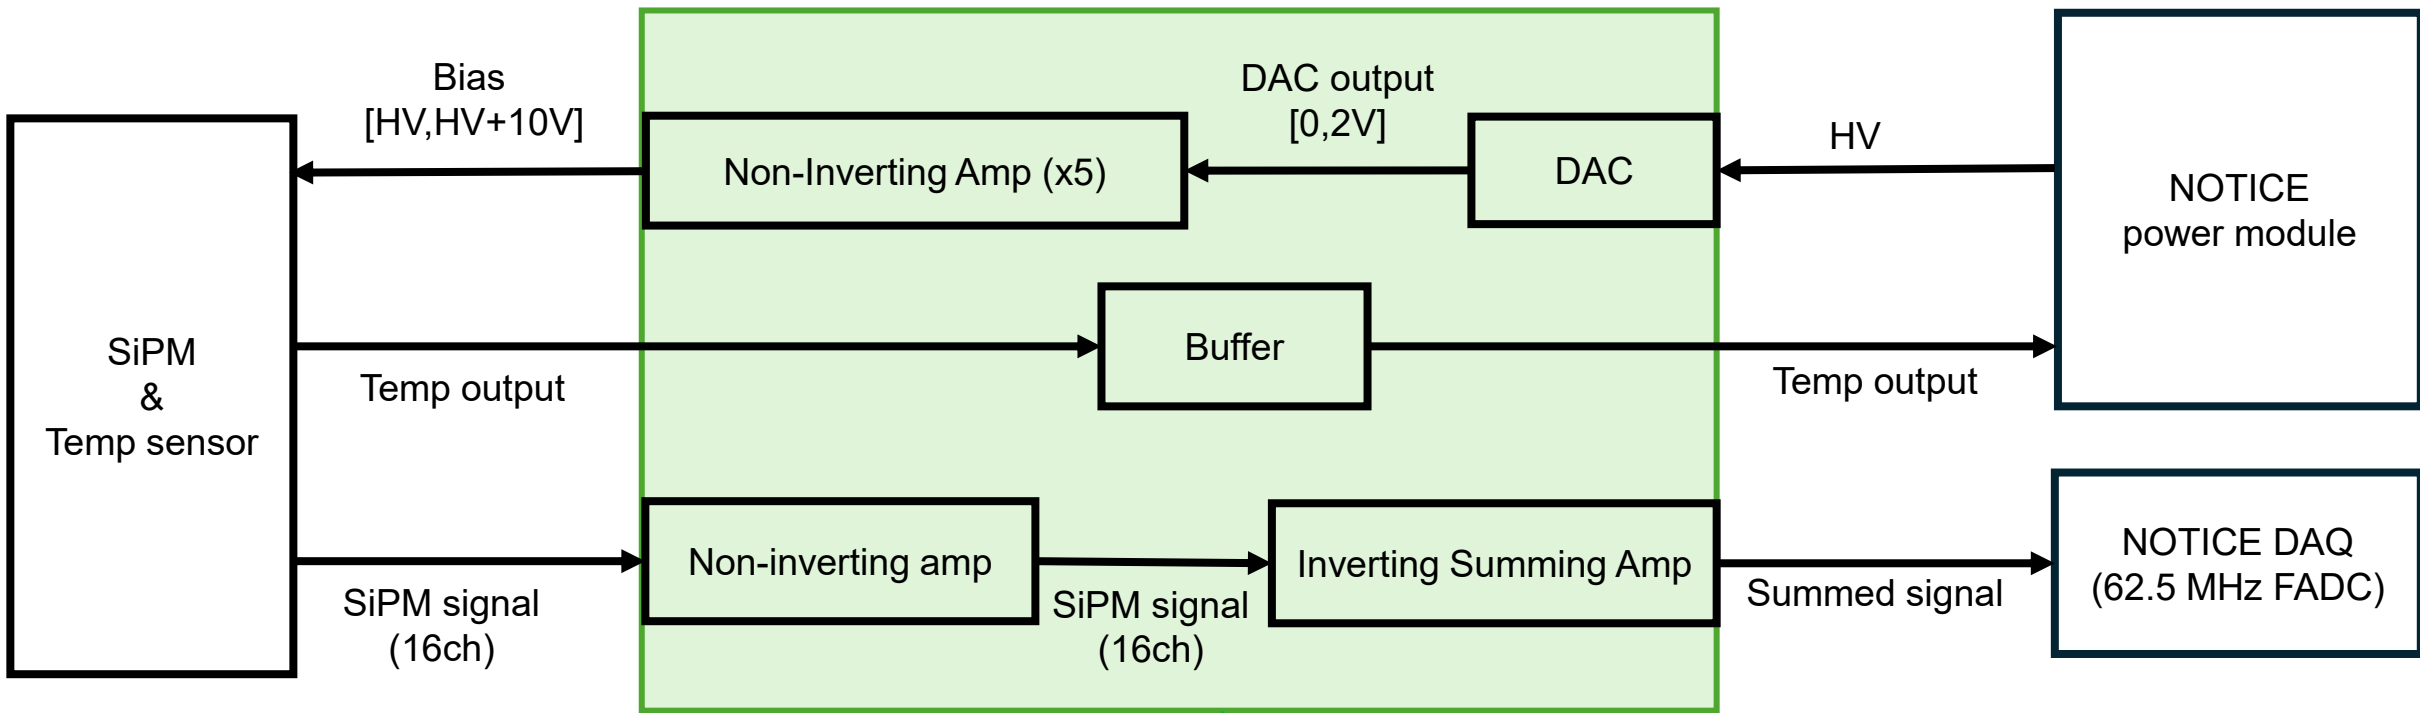 Bias
[HV,HV+10V]
DAC output
[0,2V]
HV
Non-Inverting Amp (x5)
DAC
NOTICE
power module
SiPM
&
Temp sensor
Buffer
Temp output
Temp output
Non-inverting amp
Inverting Summing Amp
NOTICE DAQ
(62.5 MHz FADC)
SiPM signal
(16ch)
SiPM signal
(16ch)
Summed signal